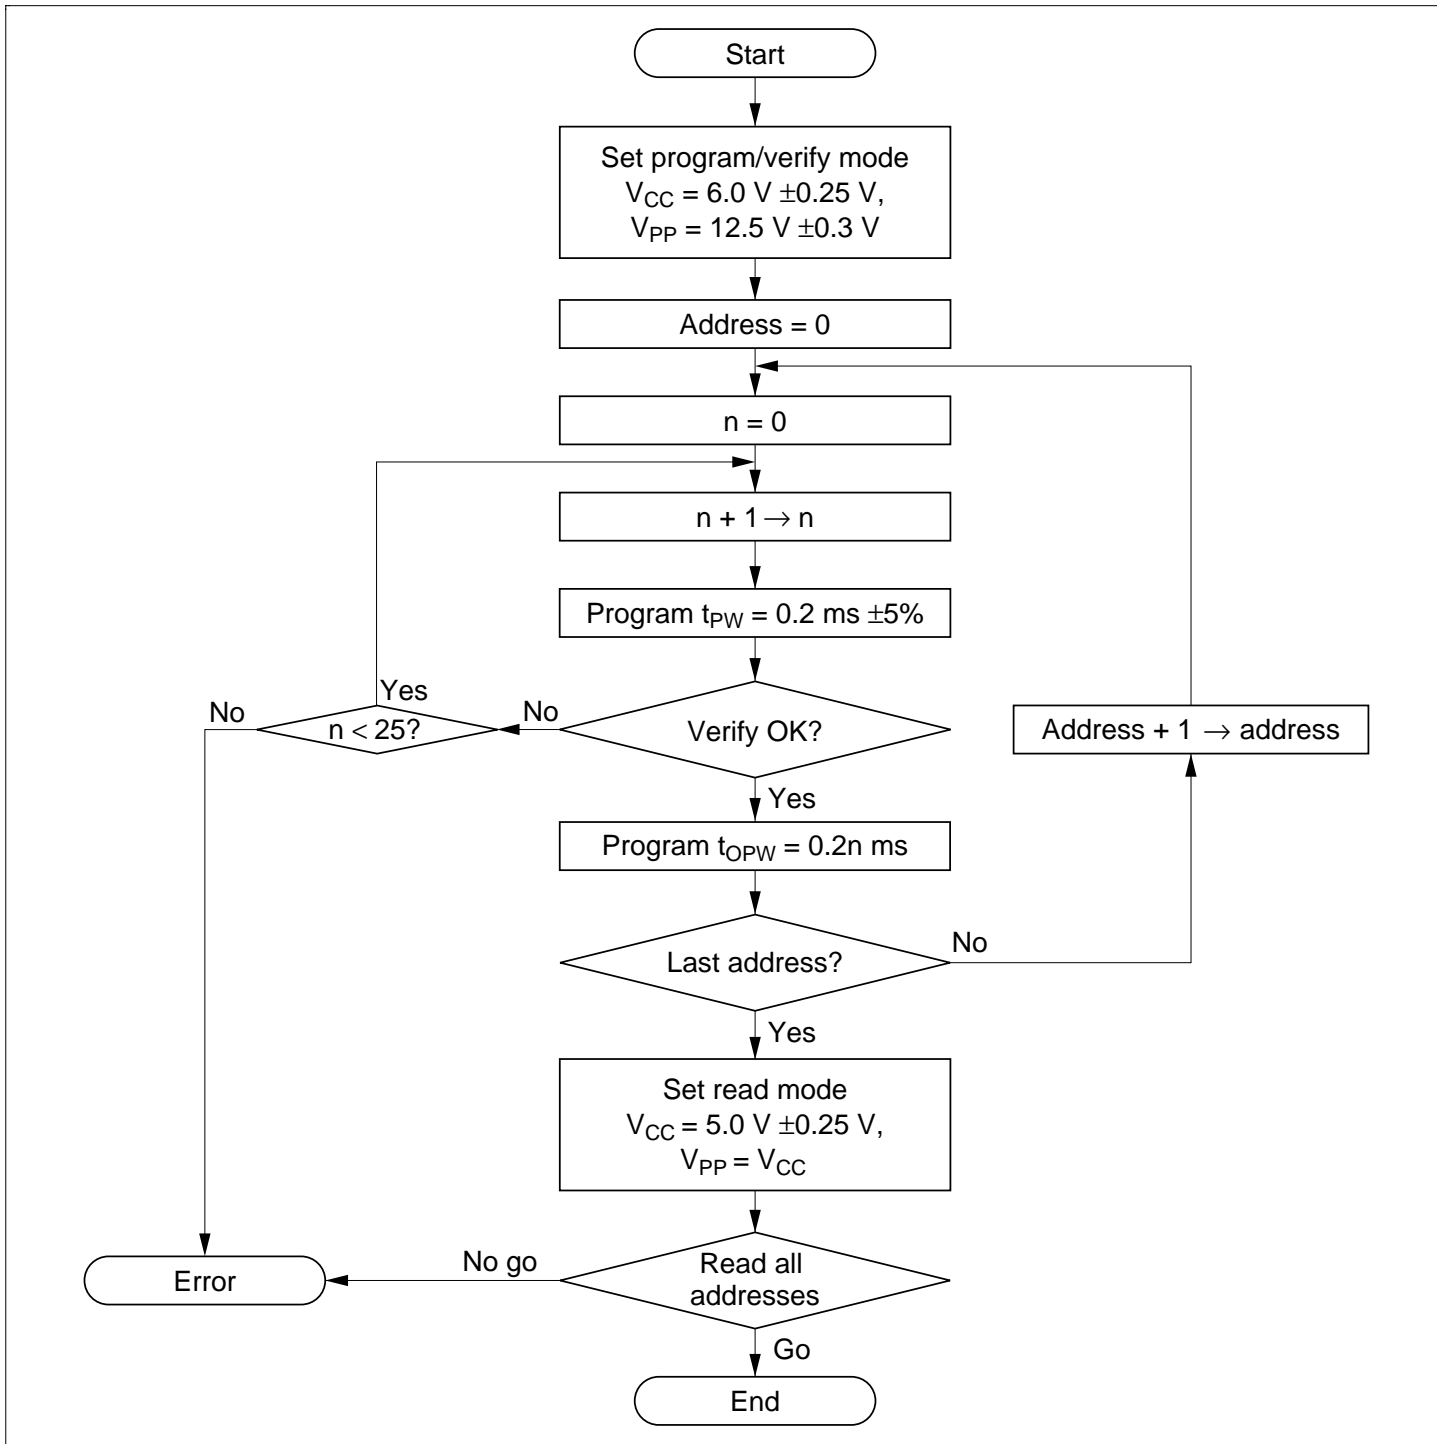 Start
Set program/verify mode
VCC = 6.0 V ±0.25 V,
VPP = 12.5 V ±0.3 V
Address = 0
n = 0
n + 1 → n
Program tPW = 0.2 ms ±5%
Verify OK?
No
n < 25?
Yes
No
Address + 1 → address
Yes
Program tOPW = 0.2n ms
Last address?
No
Yes
Set read mode
VCC = 5.0 V ±0.25 V,
VPP = VCC
Read all
addresses
No go
Error
Go
End